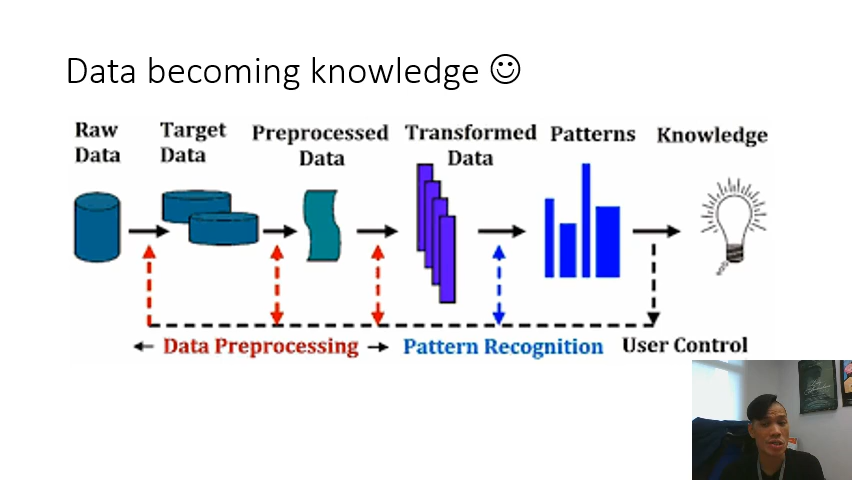 Data becoming knowledge ☺
Raw Data
Target Data
Preprocessed Data
Transformed Data
Patterns
Knowledge
← Data Preprocessing →
Pattern Recognition
User Control